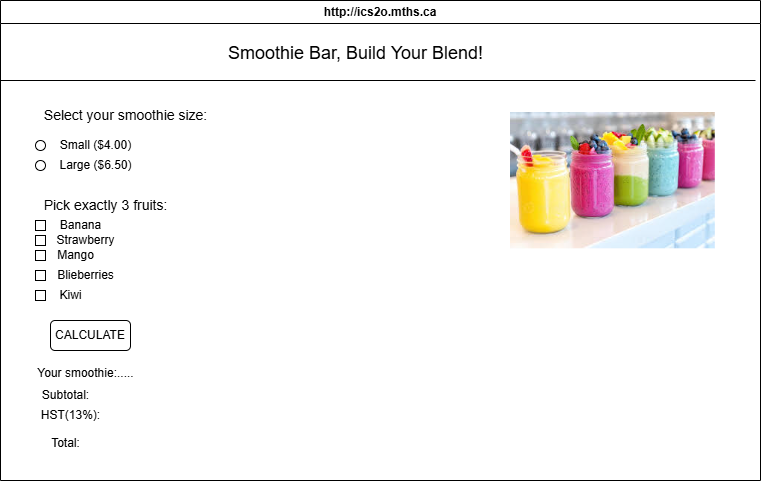 http://ics2o.mths.ca
Smoothie Bar, Build Your Blend!
Select your smoothie size:
Small ($4.00)
Large ($6.50)
Pick exactly 3 fruits:
Banana
Strawberry
Mango
Blieberries
Kiwi
CALCULATE
Your smoothie:.....
Subtotal:
HST(13%):
Total: